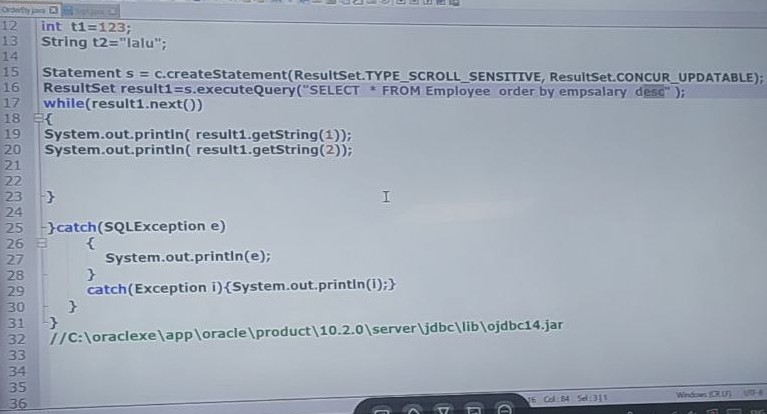 Orderby.java
12 int t1=123;
13 String t2="lalu";
14
15 Statement s = c.createStatement(ResultSet.TYPE_SCROLL_SENSITIVE, ResultSet.CONCUR_UPDATABLE);
16 ResultSet result1=s.executeQuery("SELECT * FROM Employee order by empsalary desc" );
17 while(result1.next())
18 {
19 System.out.println( result1.getString(1));
20 System.out.println( result1.getString(2));
21
22
23 }
24
25 }catch(SQLException e)
26 {
27 System.out.println(e);
28 }
29 catch(Exception i){System.out.println(i);}
30 }
31 }
32 //C:\oraclexe\app\oracle\product\10.2.0\server\jdbc\lib\ojdbc14.jar
33
34
35
36
16 Col : 84 Sel : 3 | 1 Windows (CR LF) UTF-8